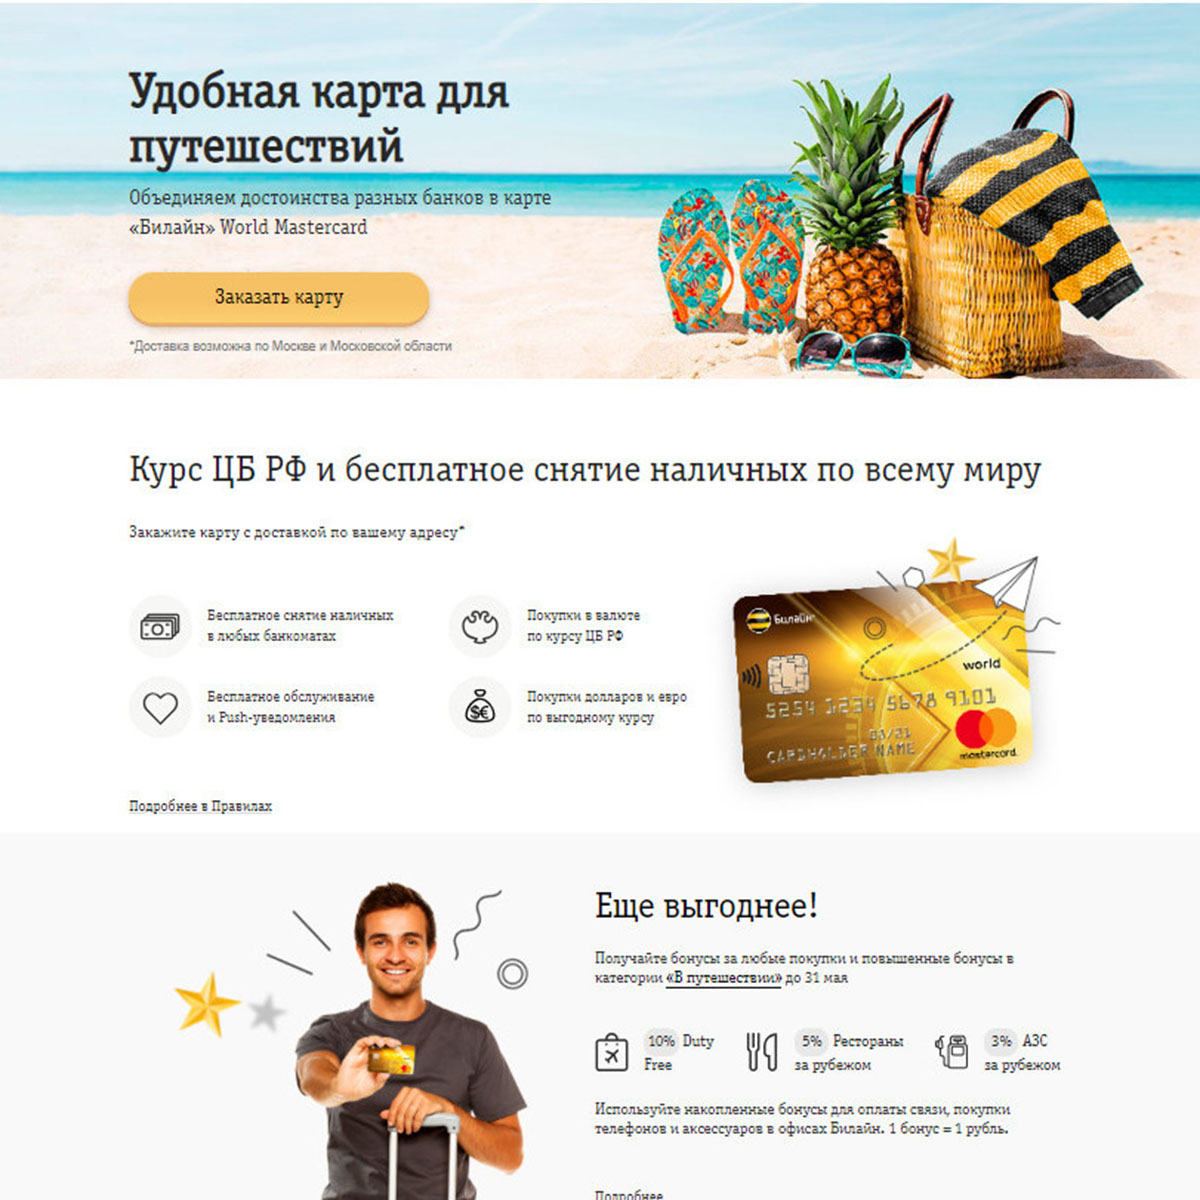 Удобная карта для
путешествий
Объединяем достоинства разных банков в карте
«Билайн» World Mastercard
Заказать карту
*Доставка возможна по Москве и Московской области
Курс ЦБ РФ и бесплатное снятие наличных по всему миру
Закажите карту с доставкой по вашему адресу*
Бесплатное снятие наличных
в любых банкоматах
Покупки в валюте
по курсу ЦБ РФ
Бесплатное обслуживание
и Push-уведомления
Покупки долларов и евро
по выгодному курсу
Подробнее в Правилах
Билайн
world
5254 1234 5678 9101
03/21
CARDHOLDER NAME
mastercard.
Еще выгоднее!
Получайте бонусы за любые покупки и повышенные бонусы в
категории «В путешествии» до 31 мая
10% Duty
Free
5% Рестораны
за рубежом
3% АЗС
за рубежом
Используйте накопленные бонусы для оплаты связи, покупки
телефонов и аксессуаров в офисах Билайн. 1 бонус = 1 рубль.
Подробнее